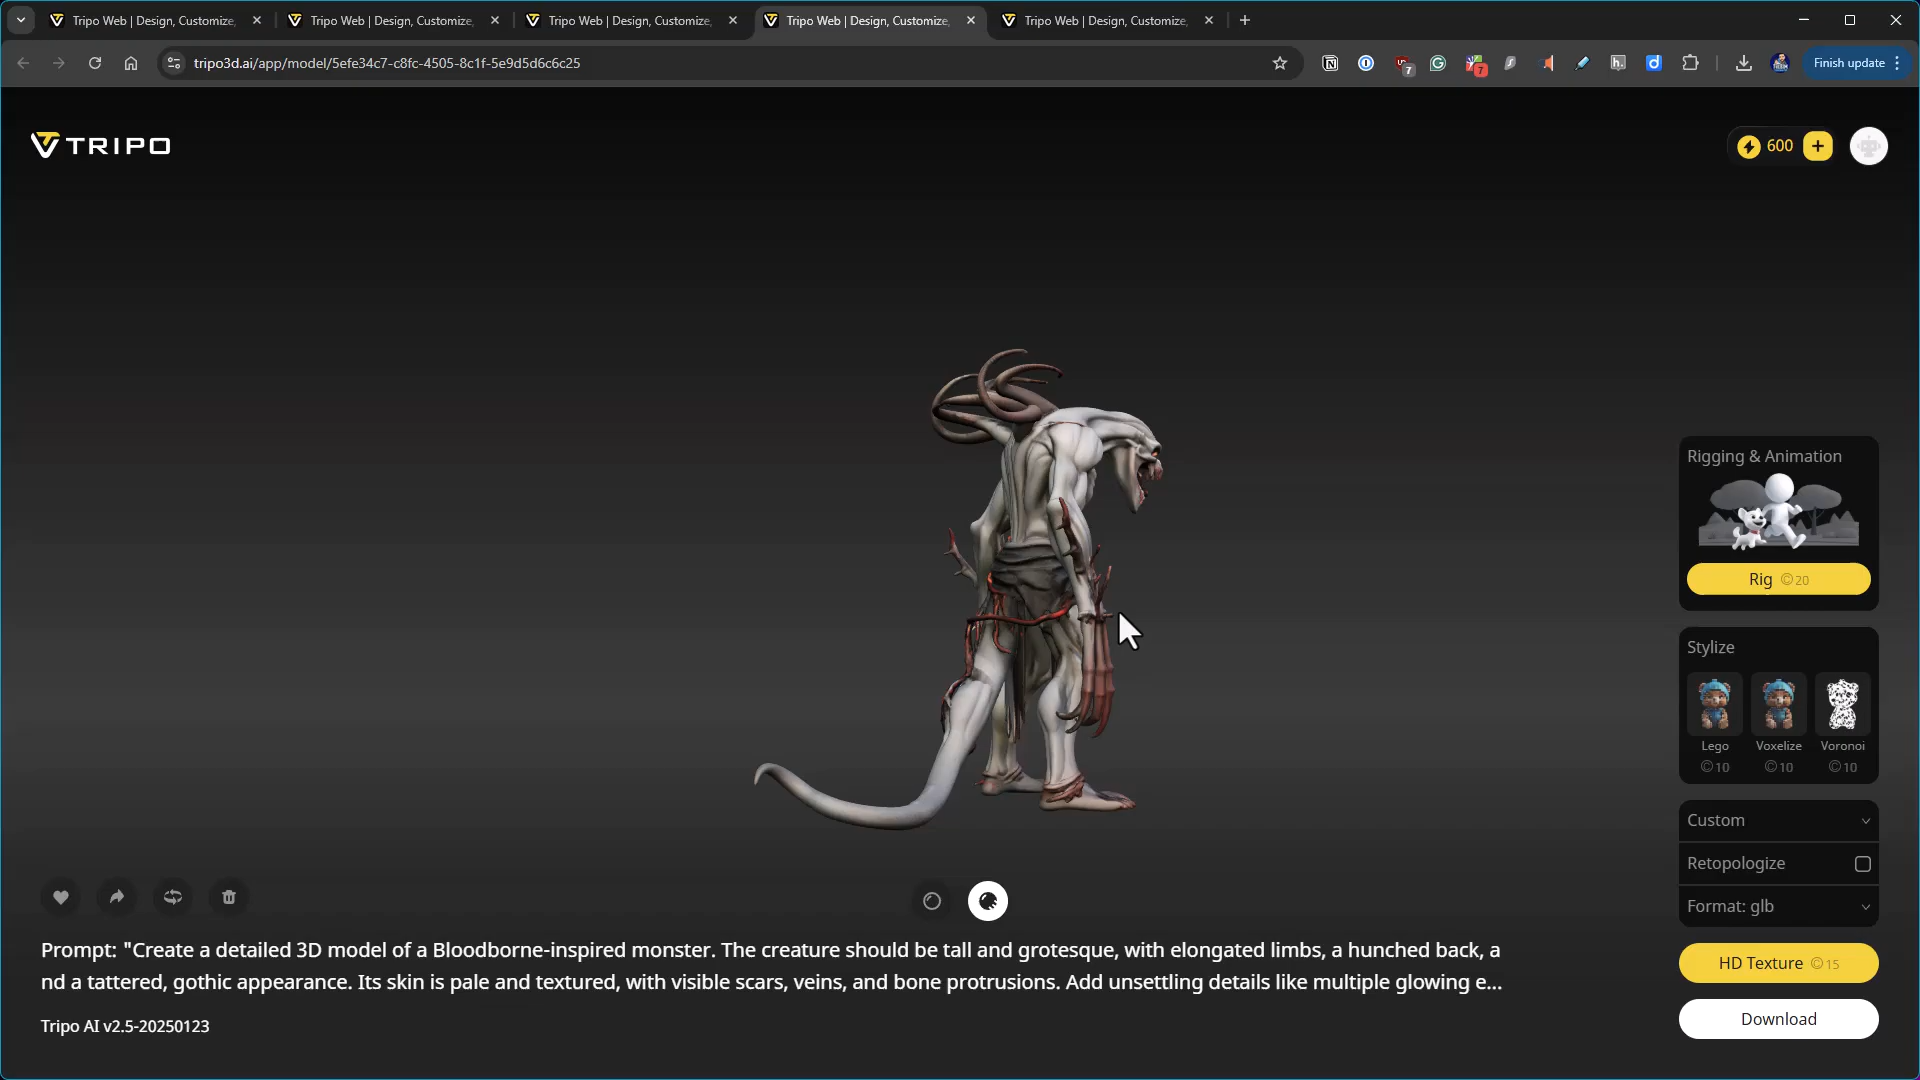 Tripo Web | Design, Customize,
Tripo Web | Design, Customize,
Tripo Web | Design, Customize,
Tripo Web | Design, Customize,
Tripo Web | Design, Customize,
tripo3d.ai/app/model/5efe34c7-c8fc-4505-8c1f-5e9d5d6c6c25
7
7
h.
d
Finish update
TRIPO
600
Rigging & Animation
Rig 20
Stylize
Lego Voxelize Voronoi
10 10 10
Custom
Retopologize
Format: glb
HD Texture 15
Download
Prompt: "Create a detailed 3D model of a Bloodborne-inspired monster. The creature should be tall and grotesque, with elongated limbs, a hunched back, a
nd a tattered, gothic appearance. Its skin is pale and textured, with visible scars, veins, and bone protrusions. Add unsettling details like multiple glowing e...
Tripo AI v2.5-20250123